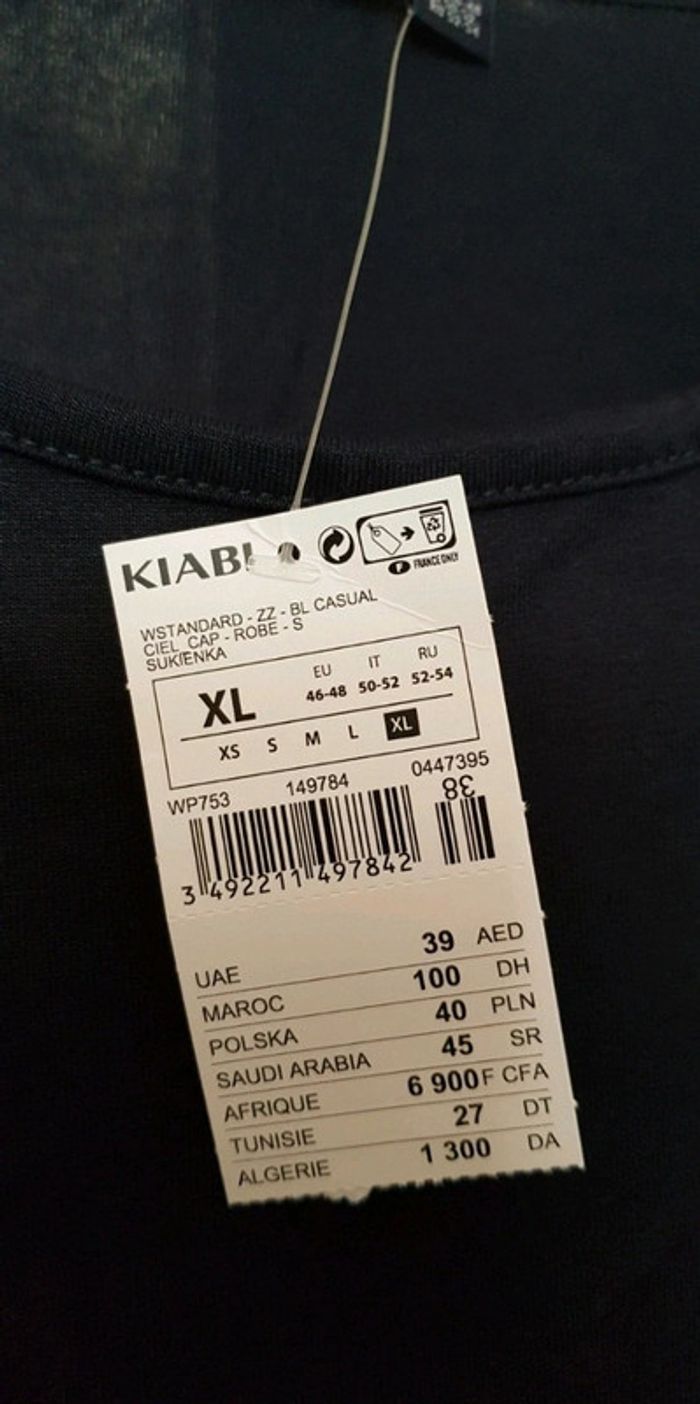 KIABI
FRANCE ONLY
WSTANDARD - ZZ - BL CASUAL
CIEL CAP - ROBE - S
SUKIENKA
XL
EU IT RU
46-48 50-52 52-54
XS S M L XL
WP753 149784 0447395
38
3 492211 497842
UAE 39 AED
MAROC 100 DH
POLSKA 40 PLN
SAUDI ARABIA 45 SR
AFRIQUE 6 900 F CFA
TUNISIE 27 DT
ALGERIE 1 300 DA